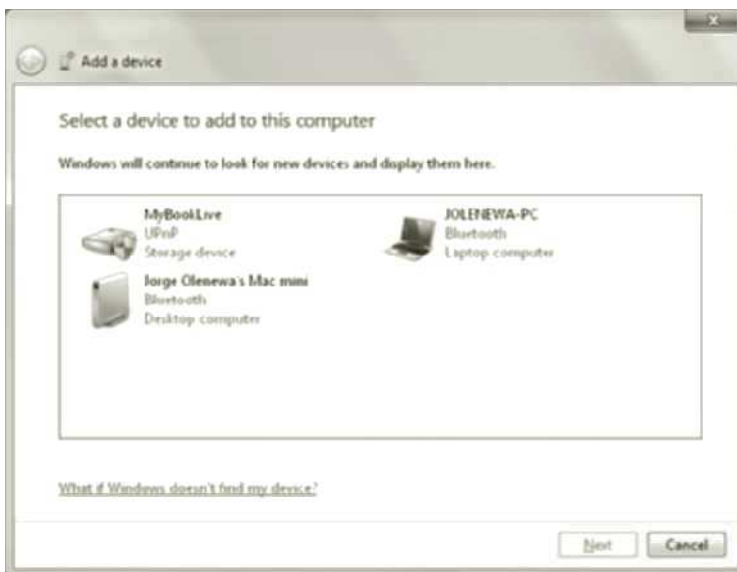 Add a device
Select a device to add to this computer
Windows will continue to look for new devices and display them here.
MyBookLive
UPnP
Storage device
JOLENEWA-PC
Bluetooth
Laptop computer
Jorge Olenewa's Mac mini
Bluetooth
Desktop computer
What if Windows doesn't find my device?
Next
Cancel